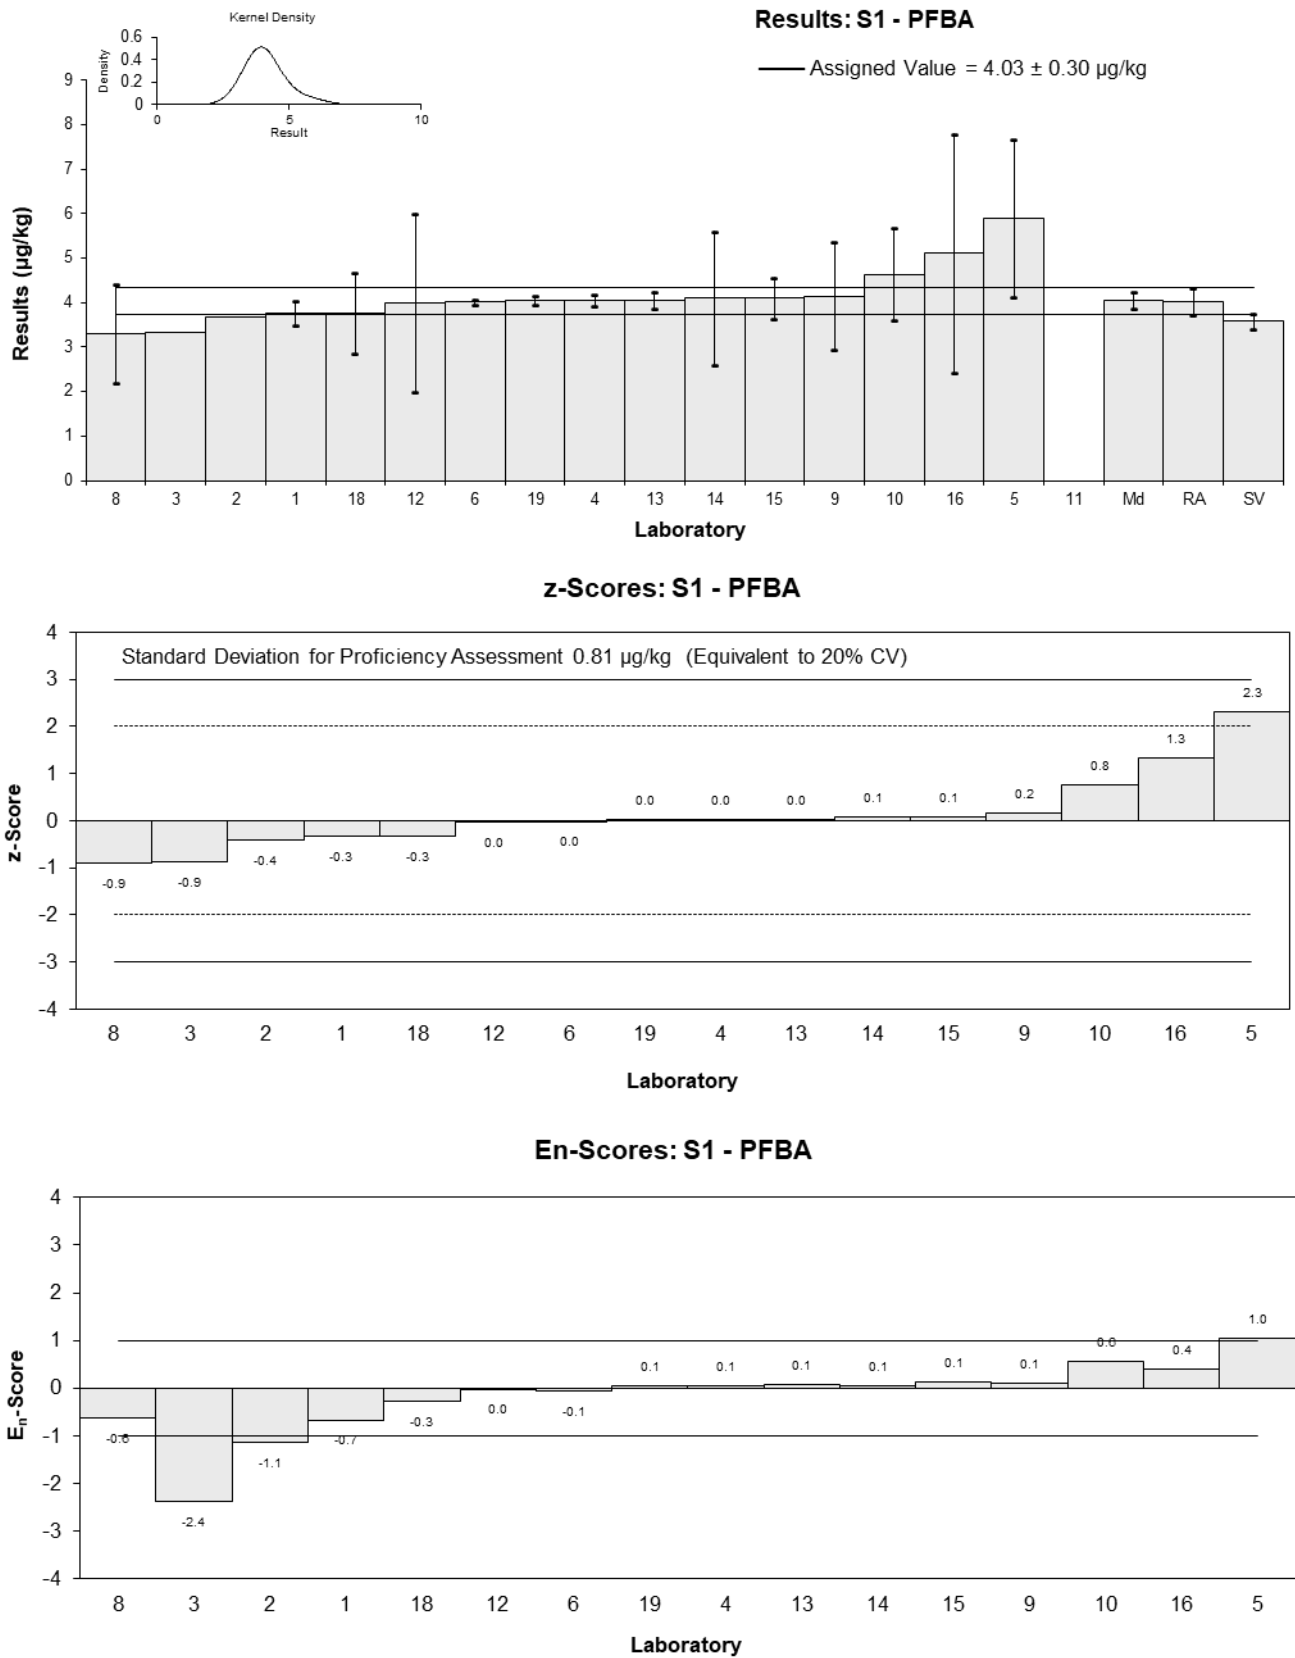 Kernel Density
Density
0.6
0.4
0.2
0
0 5 10
Result
Results: S1 - PFBA
Assigned Value = 4.03 ± 0.30 µg/kg
Results (µg/kg)
9
8
7
6
5
4
3
2
1
0
8 3 2 1 18 12 6 19 4 13 14 15 9 10 16 5 11 Md RA SV
Laboratory
z-Scores: S1 - PFBA
Standard Deviation for Proficiency Assessment 0.81 µg/kg (Equivalent to 20% CV)
z-Score
4
3
2
1
0
-1
-2
-3
-4
-0.9 -0.9 -0.4 -0.3 -0.3 0.0 0.0 0.0 0.0 0.0 0.1 0.1 0.2 0.8 1.3 2.3
8 3 2 1 18 12 6 19 4 13 14 15 9 10 16 5
Laboratory
En-Scores: S1 - PFBA
En-Score
4
3
2
1
0
-1
-2
-3
-4
-0.6 -2.4 -1.1 -0.7 -0.3 0.0 -0.1 0.1 0.1 0.1 0.1 0.1 0.1 0.6 0.4 1.0
8 3 2 1 18 12 6 19 4 13 14 15 9 10 16 5
Laboratory